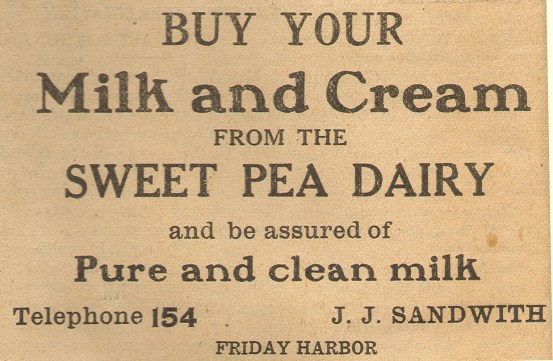 BUY YOUR
Milk and Cream
FROM THE
SWEET PEA DAIRY
and be assured of
Pure and clean milk
Telephone 154 J. J. SANDWITH
FRIDAY HARBOR